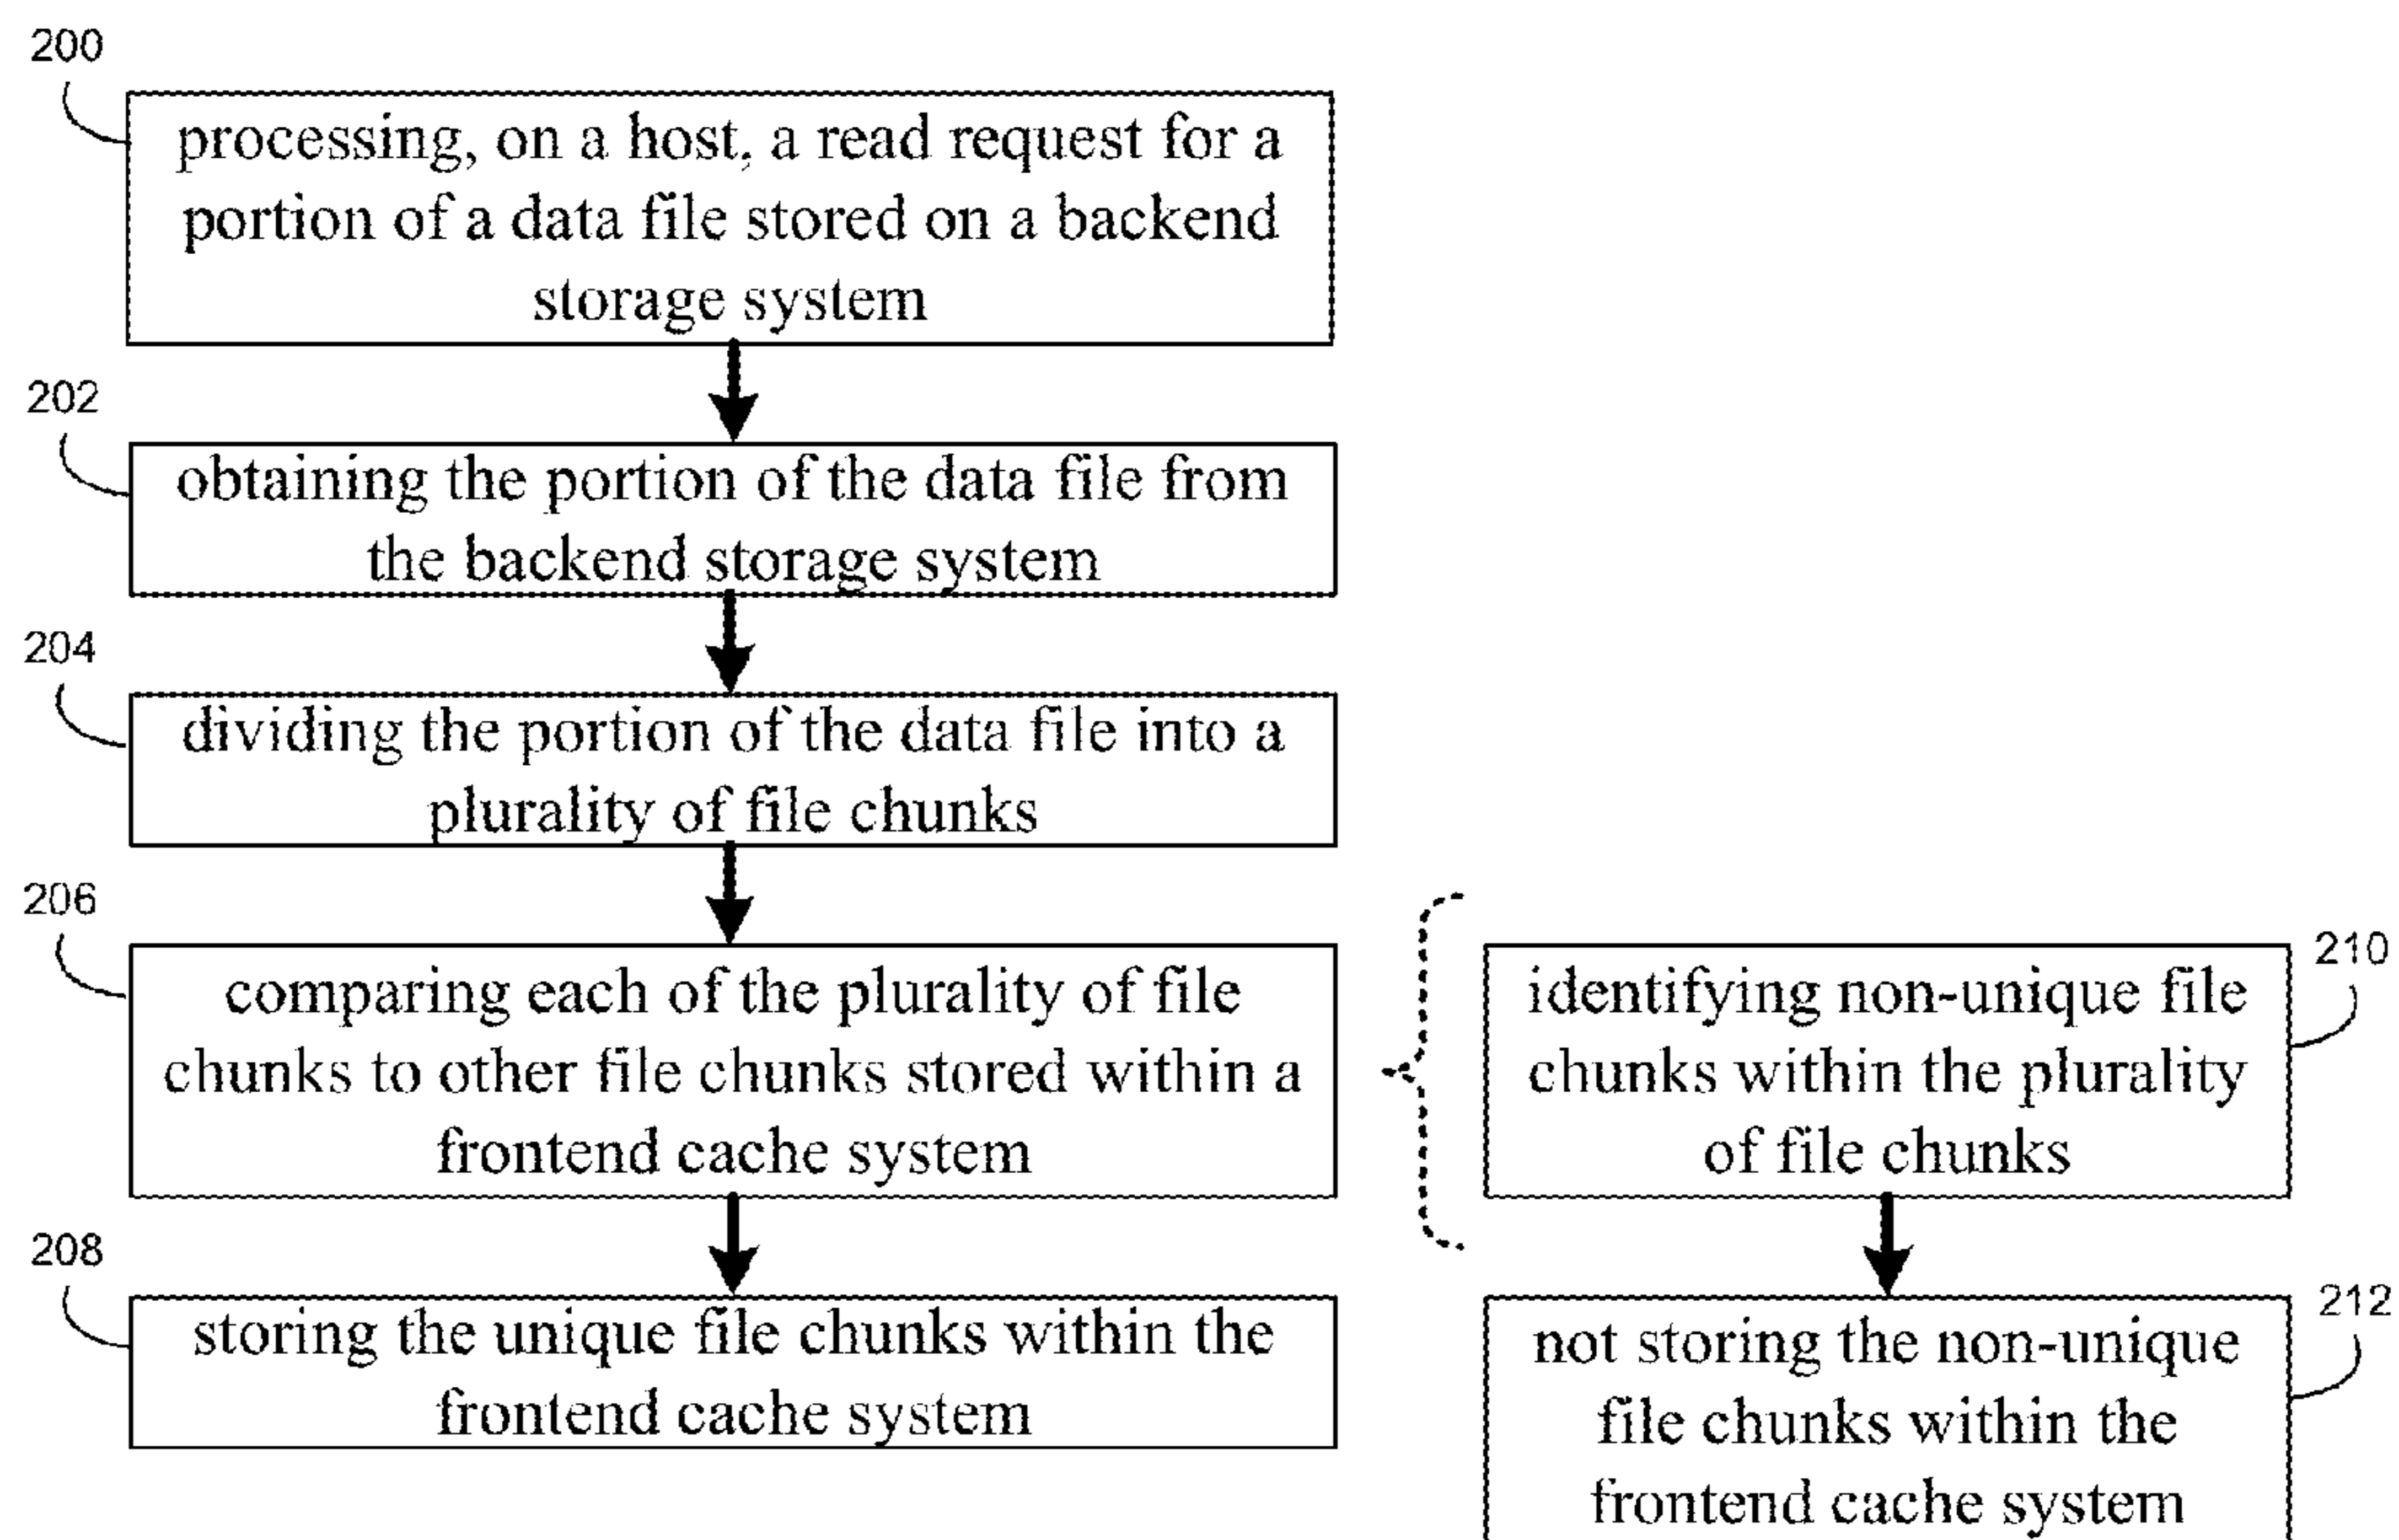 200
processing, on a host, a read request for a
portion of a data file stored on a backend
storage system
202
obtaining the portion of the data file from
the backend storage system
204
dividing the portion of the data file into a
plurality of file chunks
206
comparing each of the plurality of file
chunks to other file chunks stored within a
frontend cache system
208
storing the unique file chunks within the
frontend cache system
210
identifying non-unique file
chunks within the plurality
of file chunks
212
not storing the non-unique
file chunks within the
frontend cache system